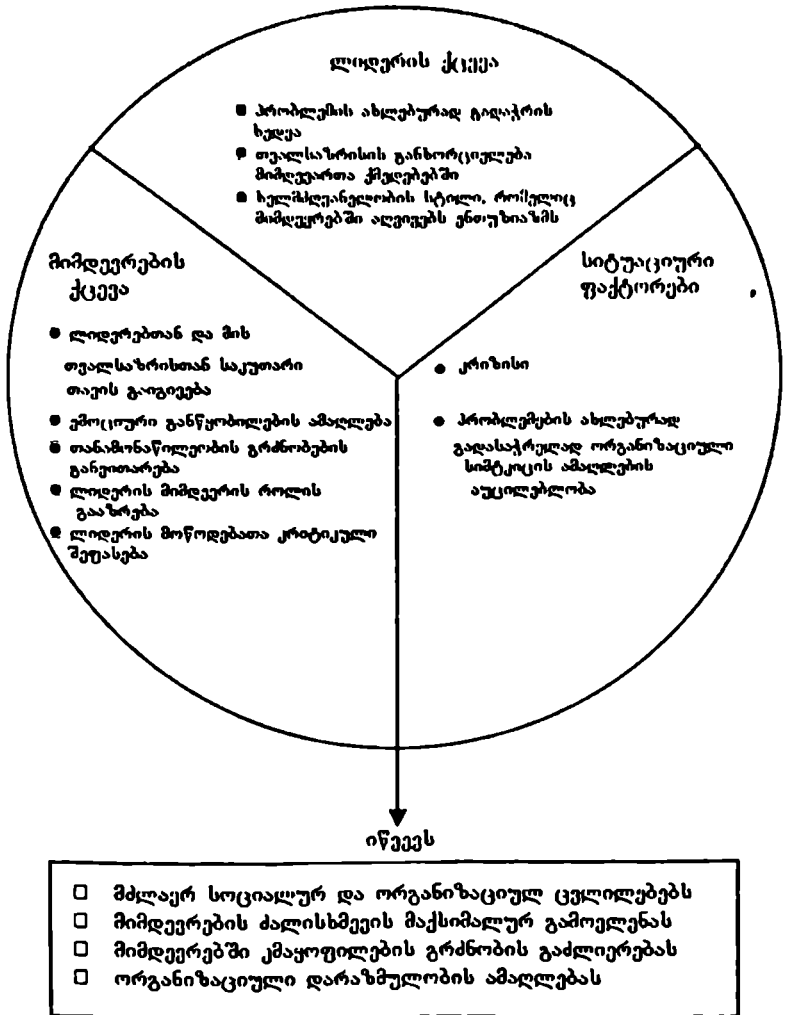 ლიდერის ქცევა
• პრობლემის ახლებურად გადაჭრის
ხედვა
• თვალსაზრისის განხორციელება
მიმდევართა ქმედებებში
• ხელმძღვანელობის სტილი, რომელიც
მიმდევრებში აღვივებს ენთუზიაზმს
მიმდევრების
ქცევა
• ლიდერებთან და მის
თვალსაზრისთან საკუთარი
თავის გაიგივება
• ემოციური განწყობილების ამაღლება
• თანამონაწილეობის გრძნობების
განვითარება
• ლიდერის მიმდევრის როლის
გააზრება
• ლიდერის მოწოდებათა კრიტიკული
შეფასება
სიტუაციური
ფაქტორები
• კრიზისი
• პრობლემების ახლებურად
გადასაჭრელად ორგანიზაციული
სიმტკიცის ამაღლების
აუცილებლობა
იწვევს
□ მძლავრ სოციალურ და ორგანიზაციულ ცვლილებებს
□ მიმდევრების ძალისხმევის მაქსიმალურ გამოვლენას
□ მიმდევრებში კმაყოფილების გრძნობის გაძლიერებას
□ ორგანიზაციული დარაზმულობის ამაღლებას